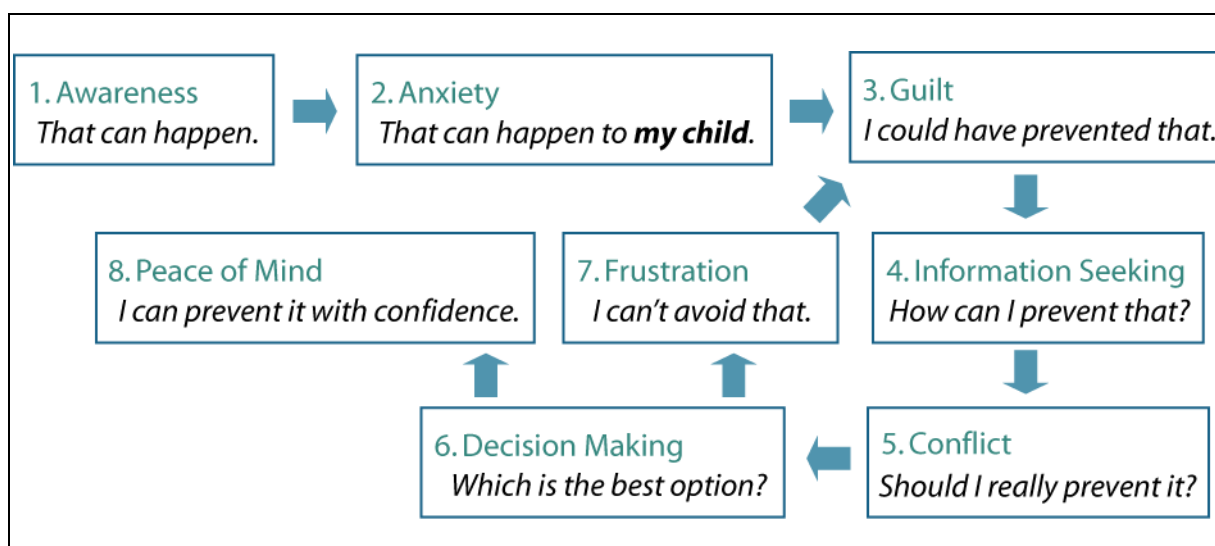 1. Awareness
That can happen.
2. Anxiety
That can happen to my child.
3. Guilt
I could have prevented that.
8. Peace of Mind
I can prevent it with confidence.
7. Frustration
I can't avoid that.
4. Information Seeking
How can I prevent that?
6. Decision Making
Which is the best option?
5. Conflict
Should I really prevent it?